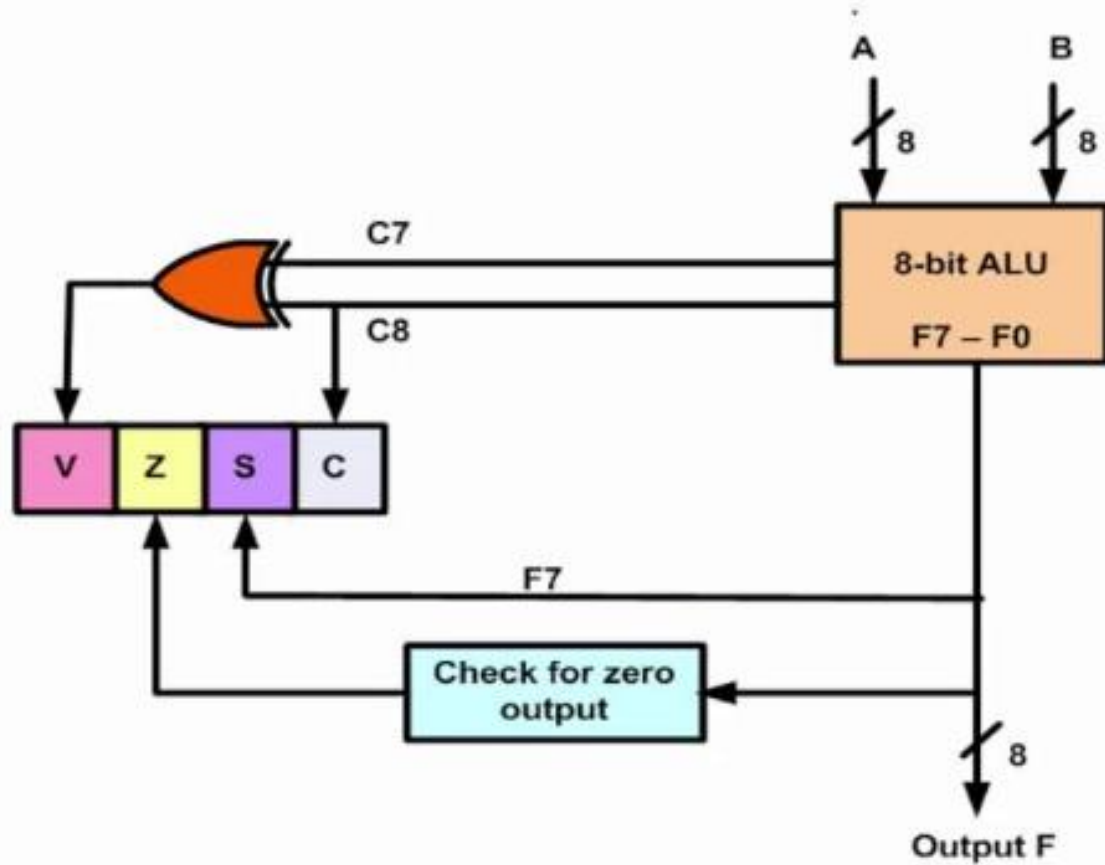 A B
8 8
C7
8-bit ALU
C8
F7 – F0
V Z S C
F7
Check for zero
output
8
Output F